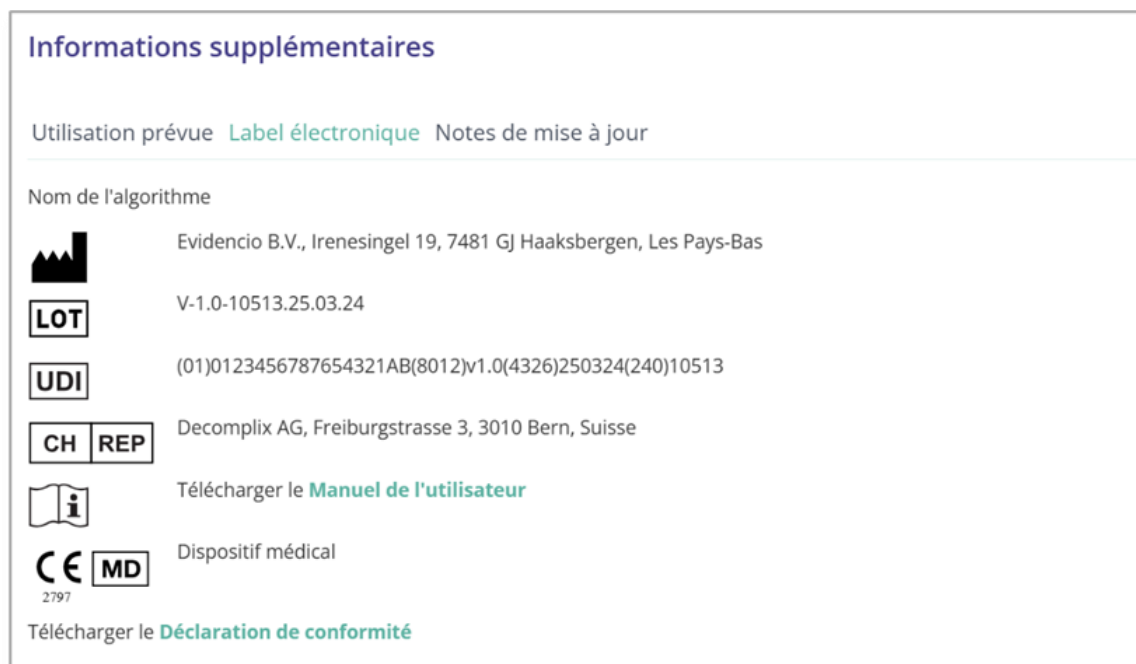 Informations supplémentaires
Utilisation prévue Label électronique Notes de mise à jour
Nom de l'algorithme
Evidencio B.V., Irenesingel 19, 7481 GJ Haaksbergen, Les Pays-Bas
LOT V-1.0-10513.25.03.24
UDI (01)0123456787654321AB(8012)v1.0(4326)250324(240)10513
CH REP Decomplix AG, Freiburgstrasse 3, 3010 Bern, Suisse
i Télécharger le Manuel de l'utilisateur
CE MD Dispositif médical
2797
Télécharger le Déclaration de conformité